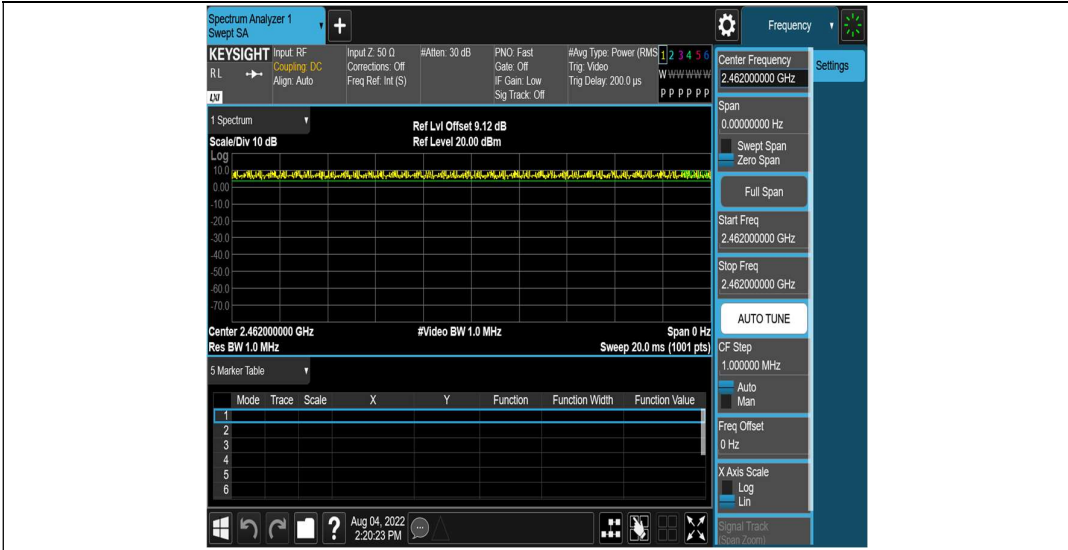 Spectrum Analyzer 1
Swept SA
+
Frequency
KEYSIGHT
RL
LXI
Input: RF
Coupling: DC
Align: Auto
Input Z: 50 Ω
Corrections: Off
Freq Ref: Int (S)
#Atten: 30 dB
PNO: Fast
Gate: Off
IF Gain: Low
Sig Track: Off
#Avg Type: Power (RMS
Trig: Video
Trig Delay: 200.0 µs
1 2 3 4 5 6
W W W W W W
P P P P P P
1 Spectrum
Scale/Div 10 dB
Ref Lvl Offset 9.12 dB
Ref Level 20.00 dBm
Log
10.0
0.00
-10.0
-20.0
-30.0
-40.0
-50.0
-60.0
-70.0
Center 2.462000000 GHz
#Video BW 1.0 MHz
Span 0 Hz
Res BW 1.0 MHz
Sweep 20.0 ms (1001 pts)
5 Marker Table
Mode Trace Scale X Y Function Function Width Function Value
1
2
3
4
5
6
?
Aug 04, 2022
2:20:23 PM
Center Frequency
2.462000000 GHz
Settings
Span
0.00000000 Hz
Swept Span
Zero Span
Full Span
Start Freq
2.462000000 GHz
Stop Freq
2.462000000 GHz
AUTO TUNE
CF Step
1.000000 MHz
Auto
Man
Freq Offset
0 Hz
X Axis Scale
Log
Lin
Signal Track
(Span Zoom)